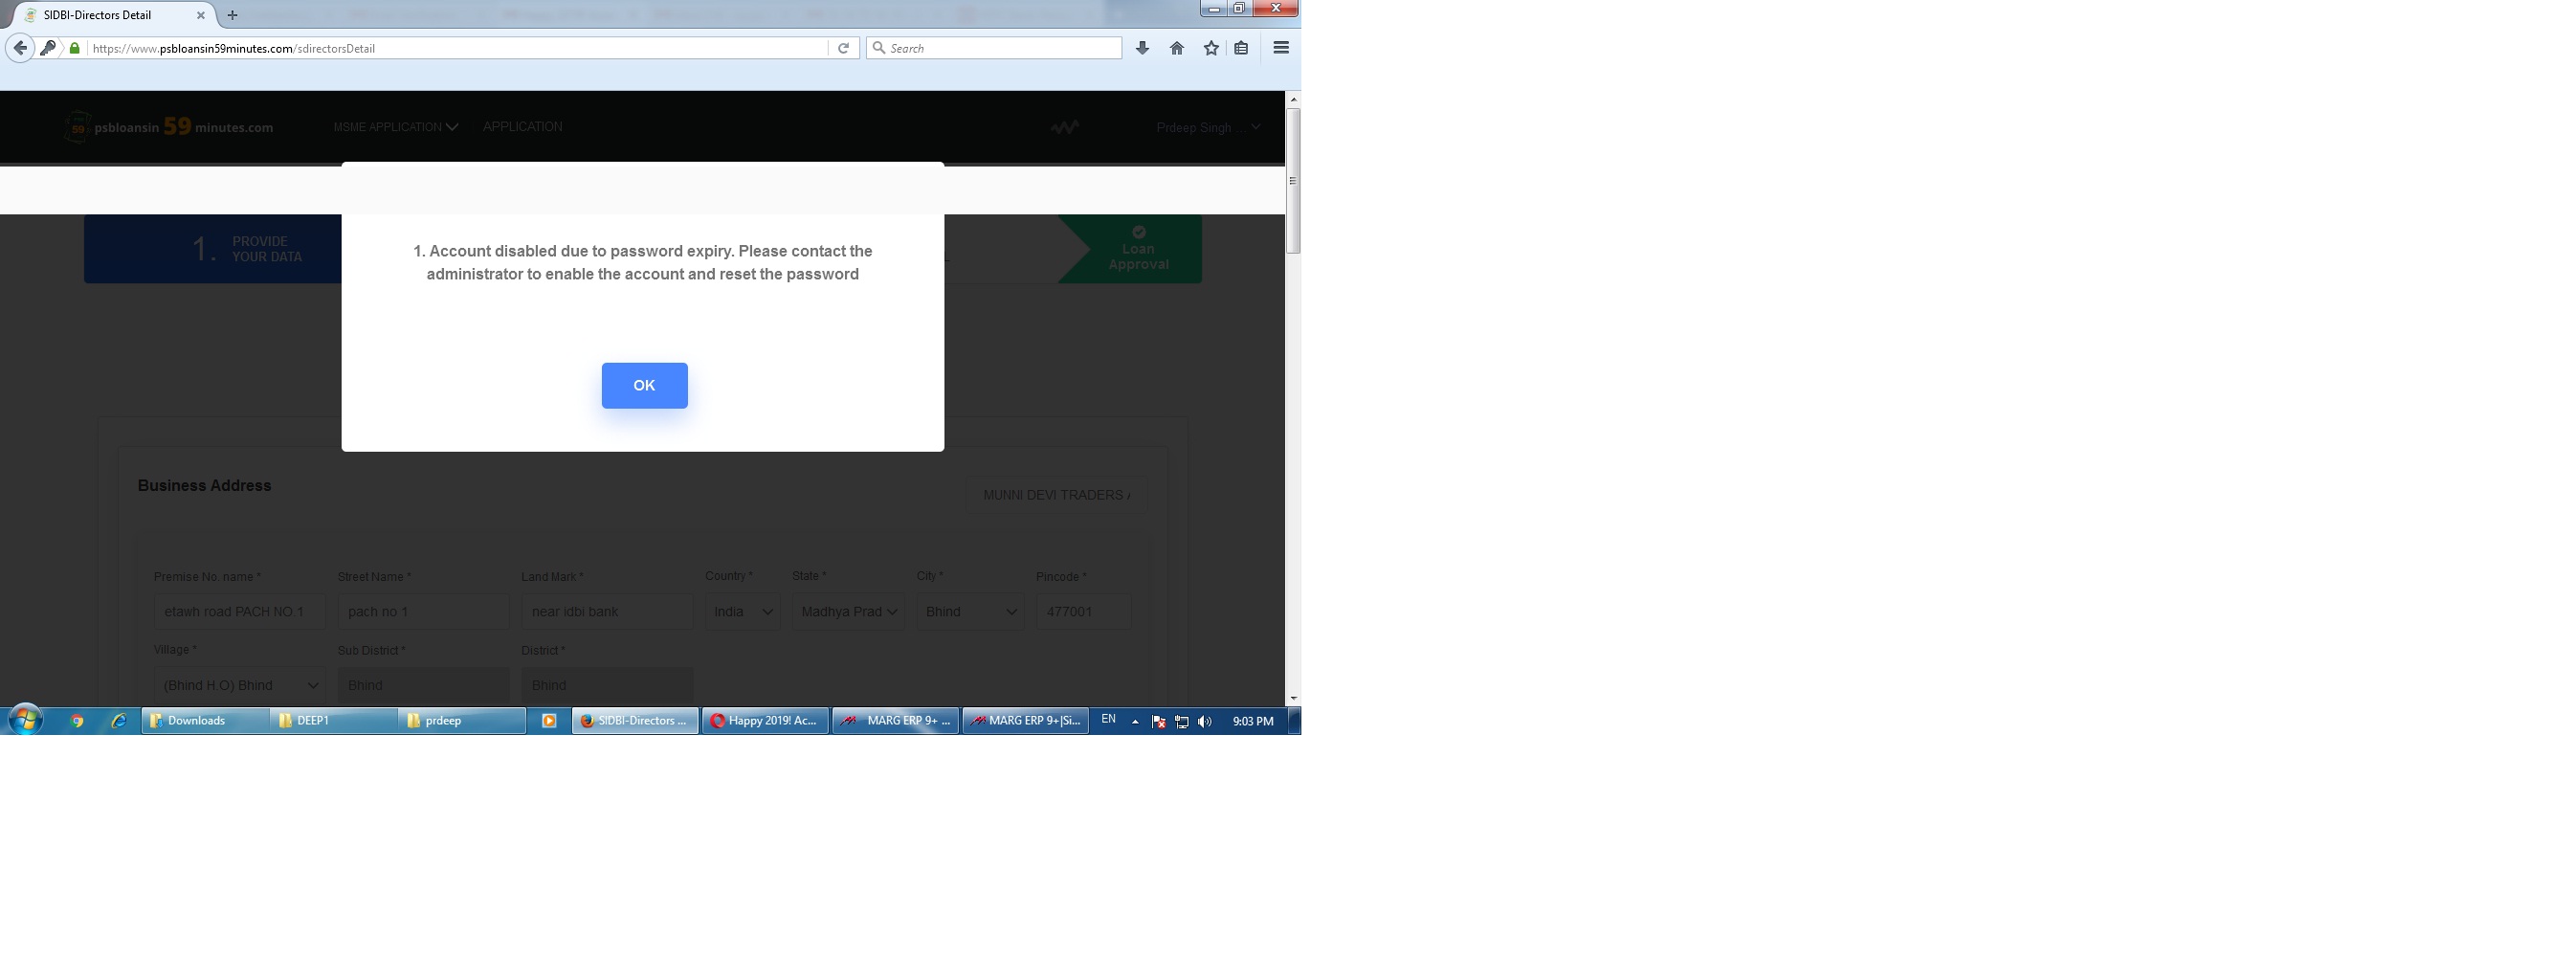 SIDBI-Directors Detail
https://www.psbloansin59minutes.com/sdirectorsDetail
Search
59 psbloansin 59 minutes.com
MSME APPLICATION
APPLICATION
Prdeep Singh ...
1. PROVIDE
YOUR DATA
Loan
Approval
1. Account disabled due to password expiry. Please contact the
administrator to enable the account and reset the password
OK
Business Address
MUNNI DEVI TRADERS
Premise No. name *
Street Name *
Land Mark *
Country *
State *
City *
Pincode *
etawh road PACH NO.1
pach no 1
near idbi bank
India
Madhya Prad
Bhind
477001
Village *
Sub District *
District *
(Bhind H.O) Bhind
Bhind
Bhind
Downloads
DEEP1
prdeep
SIDBI-Directors ...
Happy 2019! Ac...
MARG ERP 9+ ...
MARG ERP 9+|Si...
EN
9:03 PM